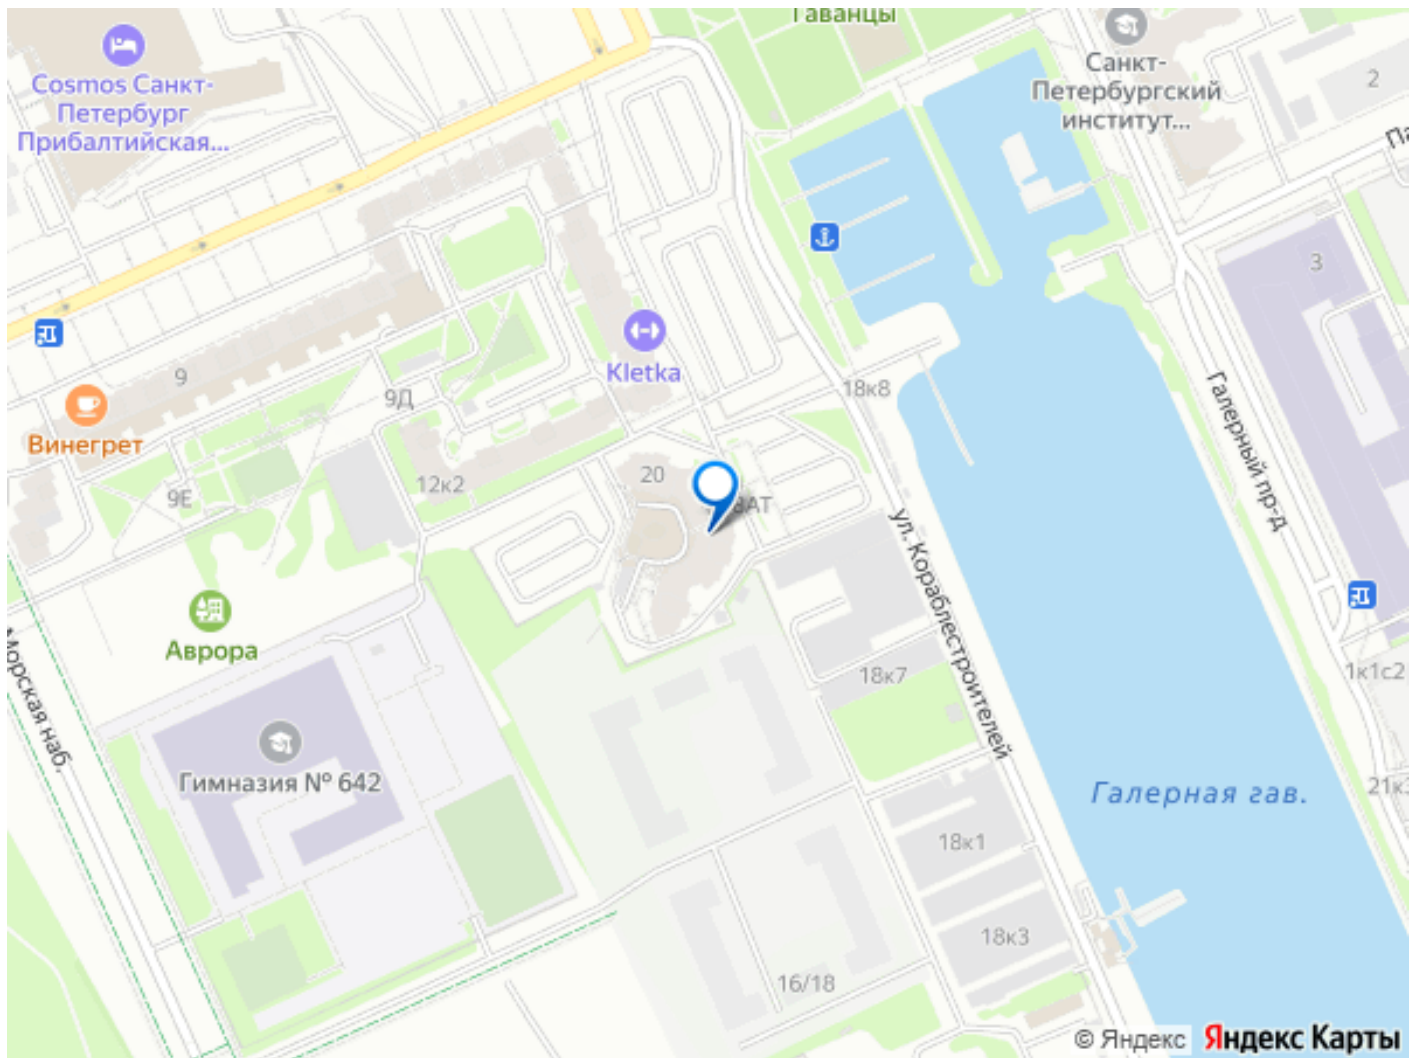 Гаванцы
Cosmos Санкт-
Петербург
Прибалтийская...
Санкт-
Петербургский
институт...
2
3
Kletka
9
9Д
18к8
Винегрет
9Е
12к2
20
Галерный пр-д
ул. Кораблестроителей
Аврора
Морская наб.
18к7
1к1с2
Гимназия № 642
Галерная гав.
18к1
18к3
16/18
© Яндекс Яндекс Карты